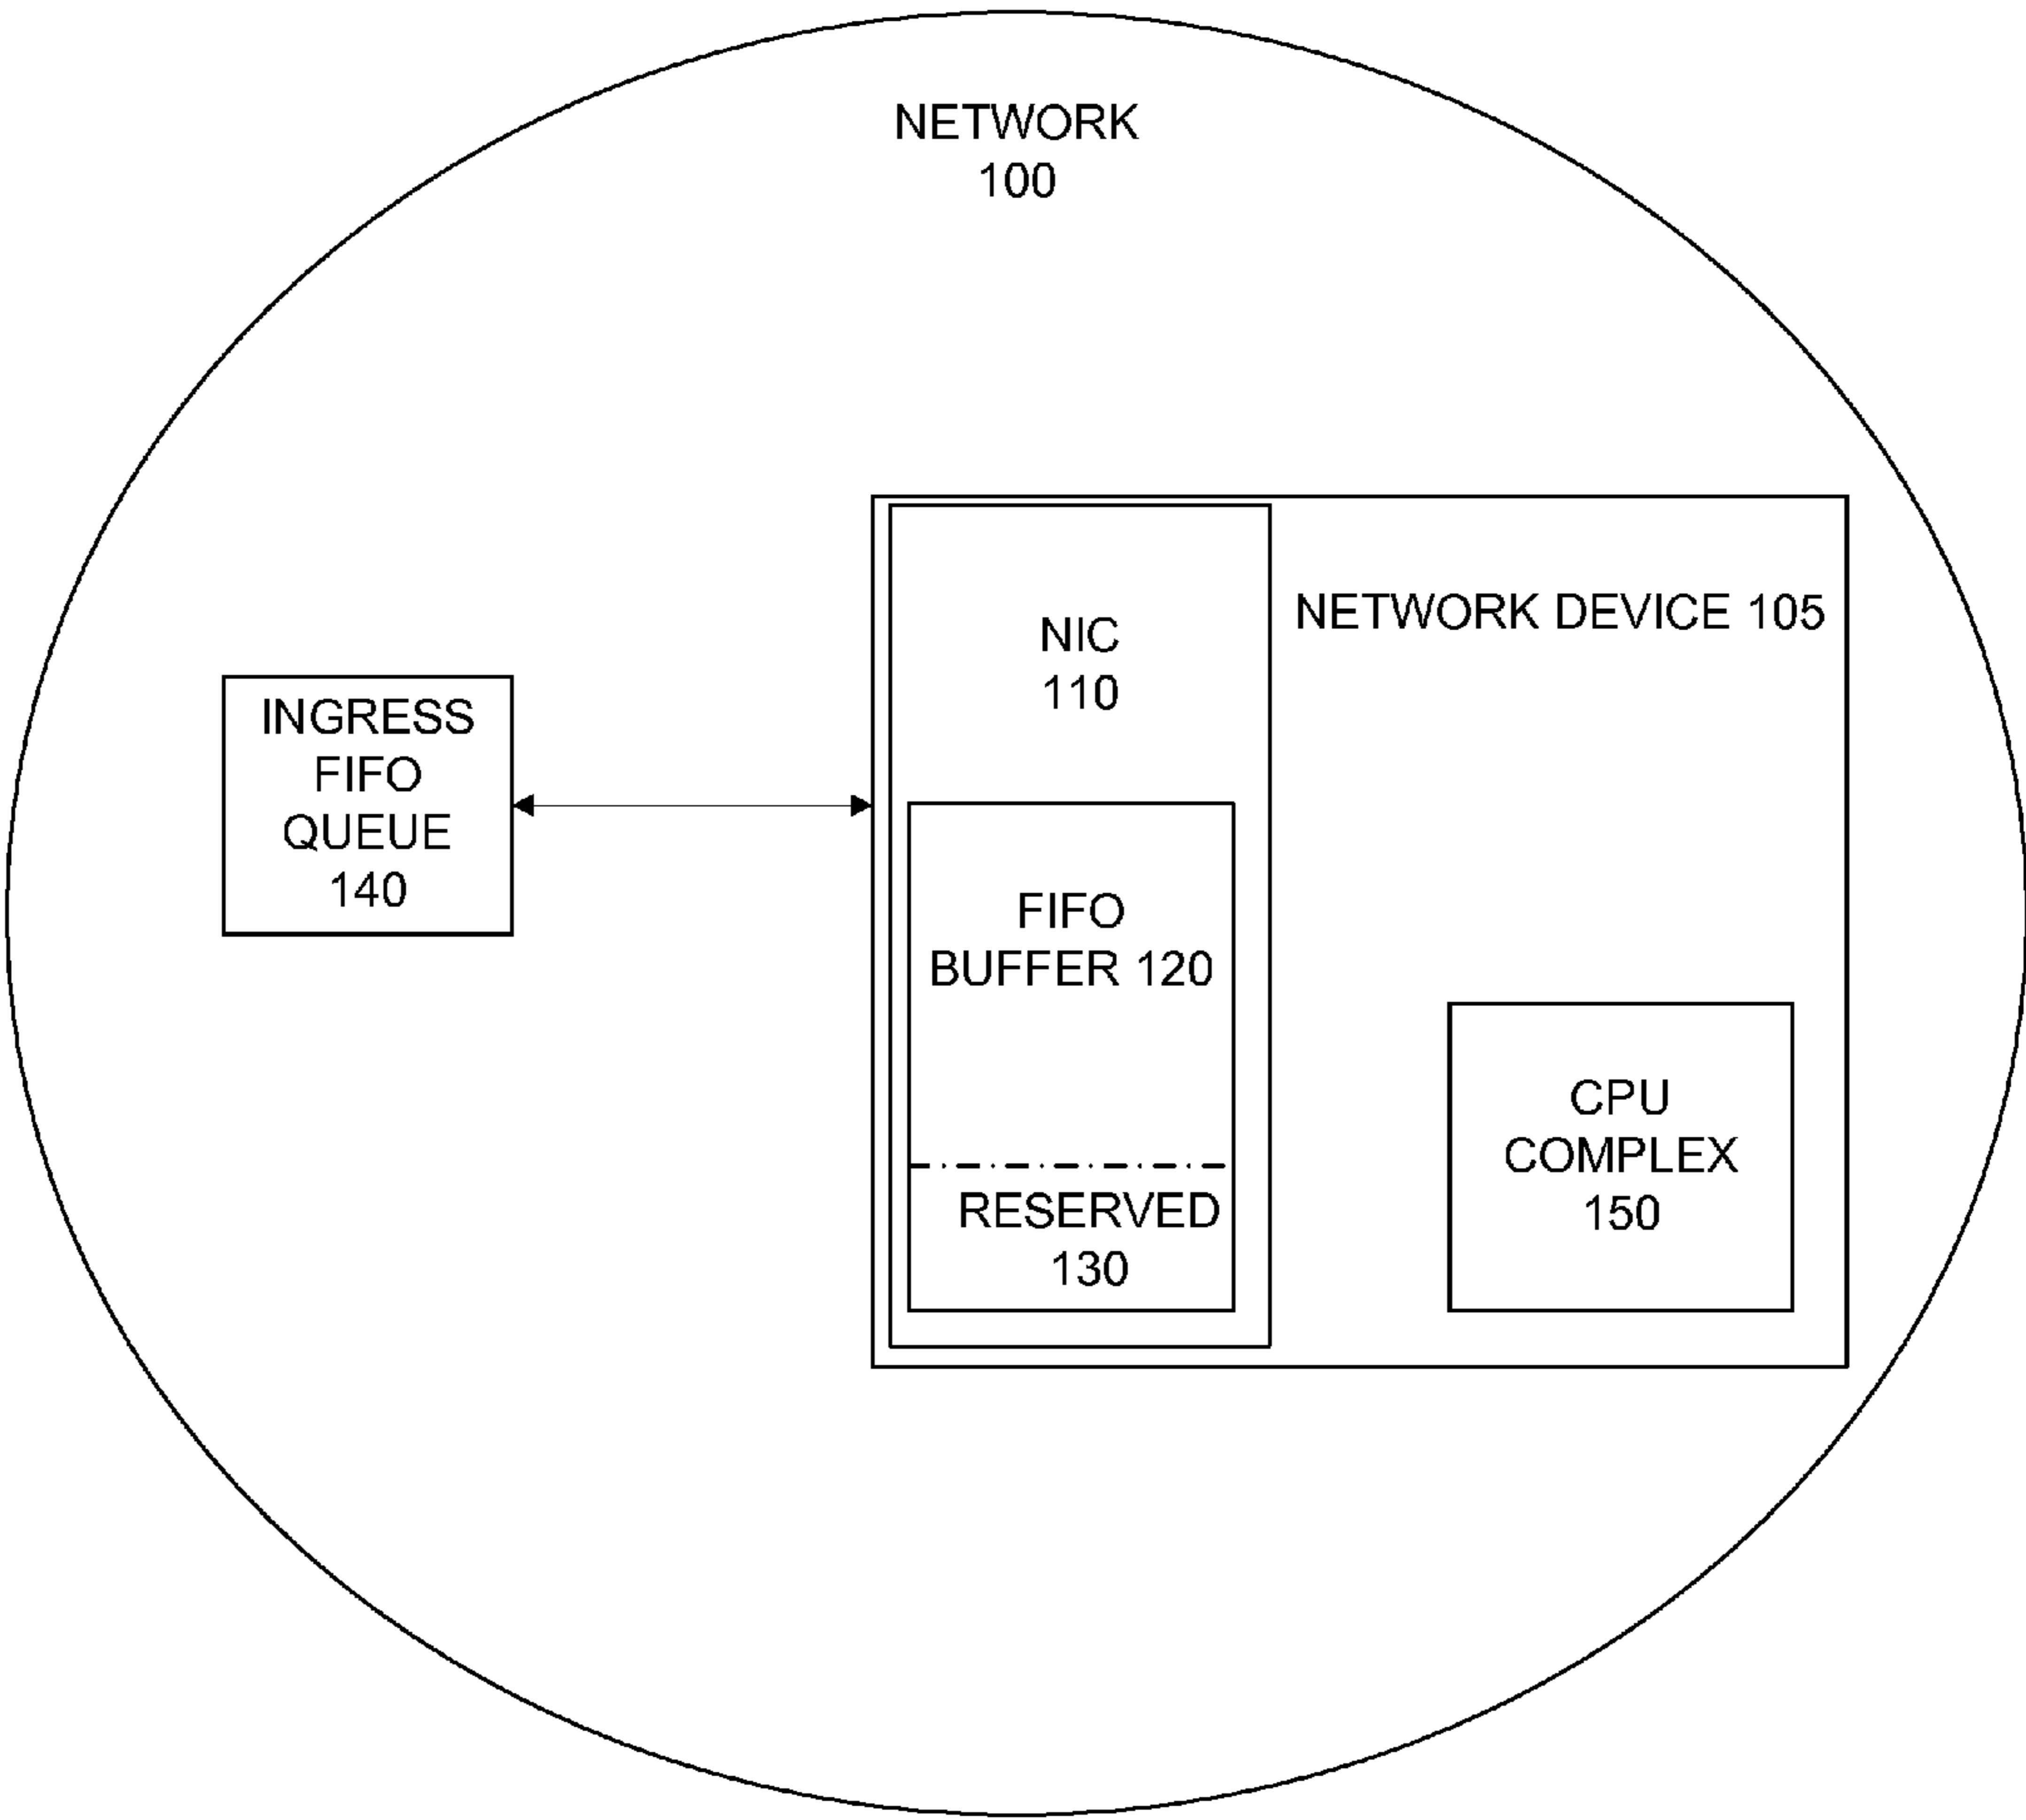 NETWORK
100
NETWORK DEVICE 105
NIC
110
INGRESS
FIFO
QUEUE
140
FIFO
BUFFER 120
RESERVED
130
CPU
COMPLEX
150